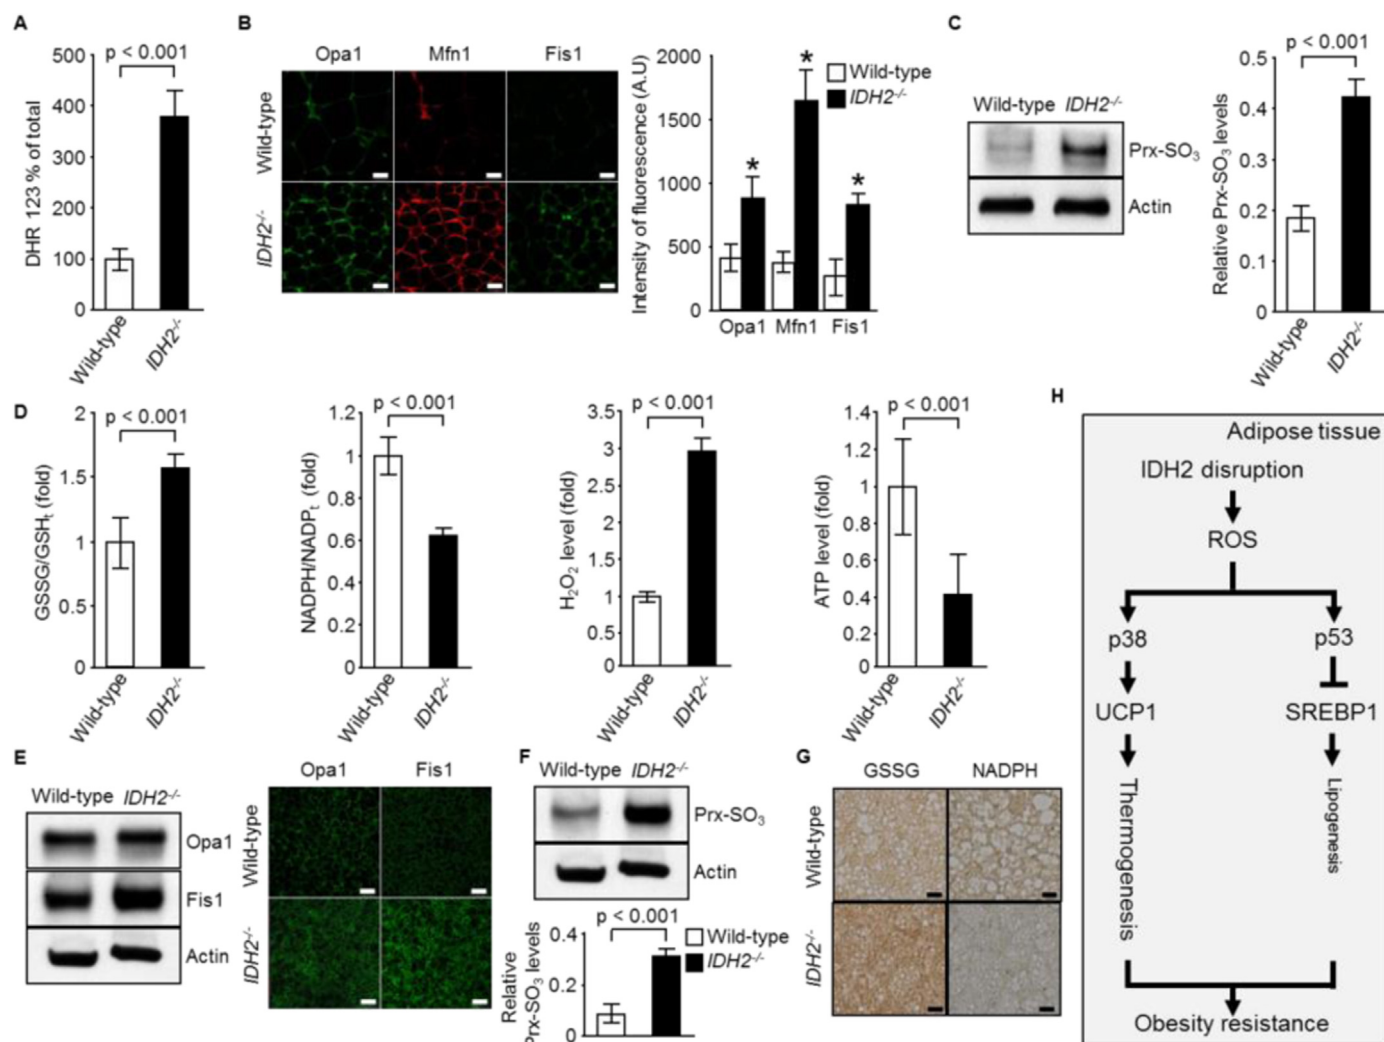 A
DHR 123 % of total
500
400
300
200
100
0
p < 0.001
Wild-type
IDH2-/-
B
Opa1
Mfn1
Fis1
Wild-type
IDH2-/-
Intensity of fluorescence (A.U)
2000
1500
1000
500
0
*
*
*
Wild-type
IDH2-/-
Opa1 Mfn1 Fis1
C
Wild-type IDH2-/-
Prx-SO3
Actin
Relative Prx-SO3 levels
0.5
0.4
0.3
0.2
0.1
0
p < 0.001
Wild-type
IDH2-/-
D
GSSG/GSHt (fold)
2
1.5
1
0.5
0
p < 0.001
Wild-type
IDH2-/-
NADPH/NADPt (fold)
1.2
1
0.8
0.6
0.4
0.2
0
p < 0.001
Wild-type
IDH2-/-
H2O2 level (fold)
3.5
3
2.5
2
1.5
1
0.5
0
p < 0.001
Wild-type
IDH2-/-
ATP level (fold)
1.4
1.2
1
0.8
0.6
0.4
0.2
0
p < 0.001
Wild-type
IDH2-/-
E
Wild-type IDH2-/-
Opa1
Fis1
Actin
Opa1
Fis1
Wild-type
IDH2-/-
F
Wild-type IDH2-/-
Prx-SO3
Actin
p < 0.001
Relative
Prx-SO3 levels
0.4
0.2
0
Wild-type
IDH2-/-
G
GSSG
NADPH
Wild-type
IDH2-/-
H
Adipose tissue
IDH2 disruption
ROS
p38
p53
UCP1
SREBP1
Thermogenesis
Lipogenesis
Obesity resistance